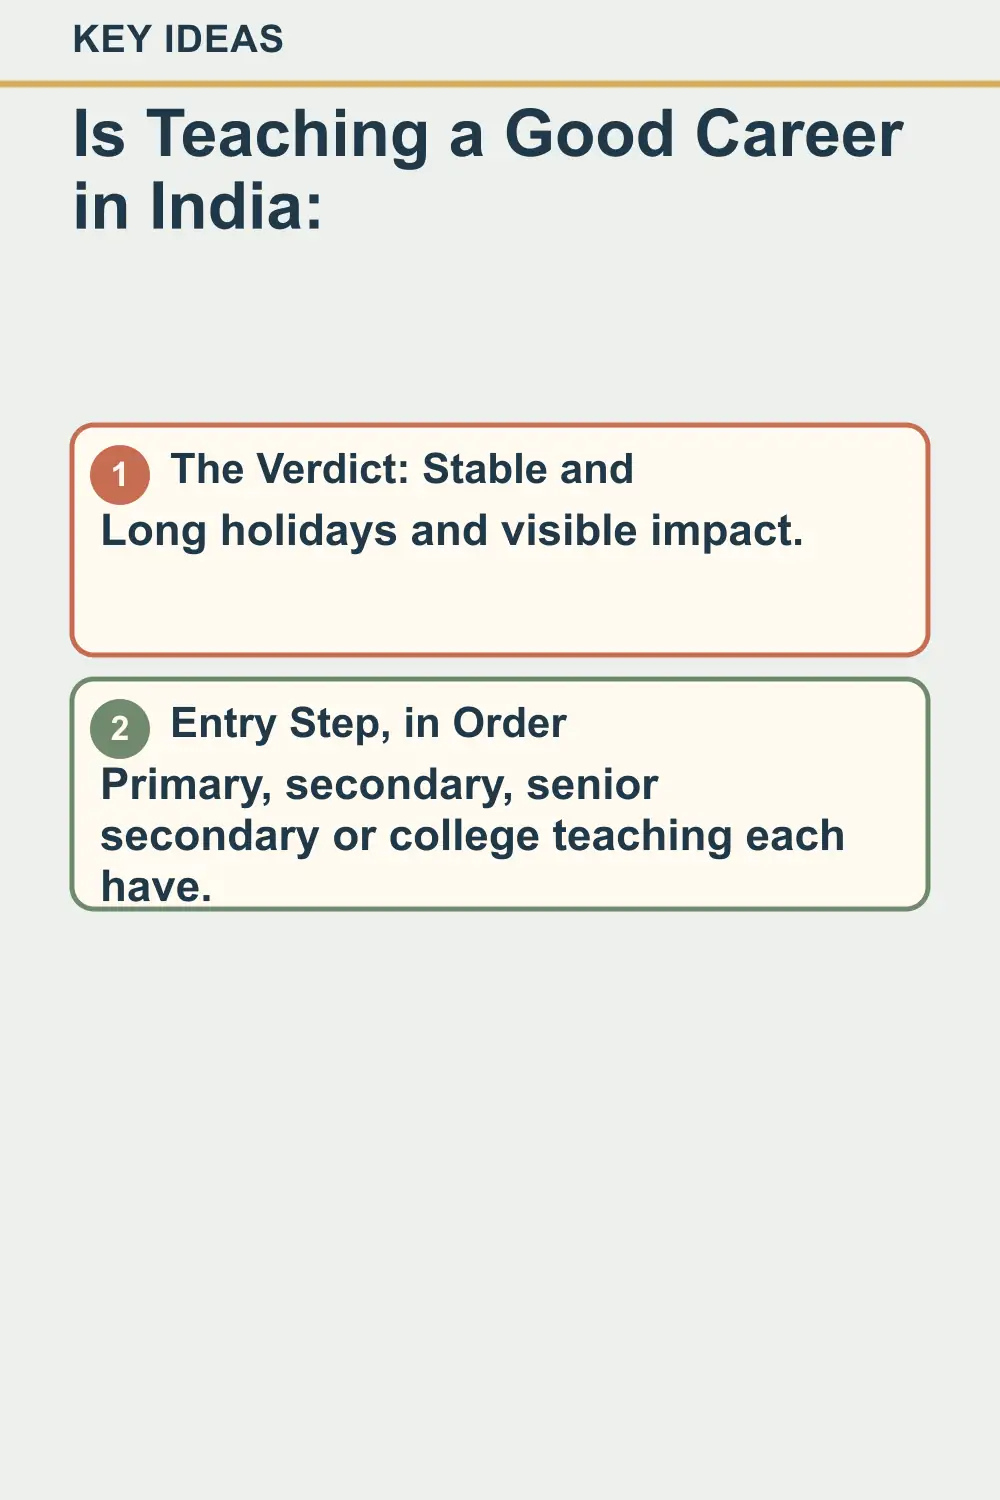 KEY IDEAS
Is Teaching a Good Career
in India:
1 The Verdict: Stable and
Long holidays and visible impact.
2 Entry Step, in Order
Primary, secondary, senior
secondary or college teaching each
have.